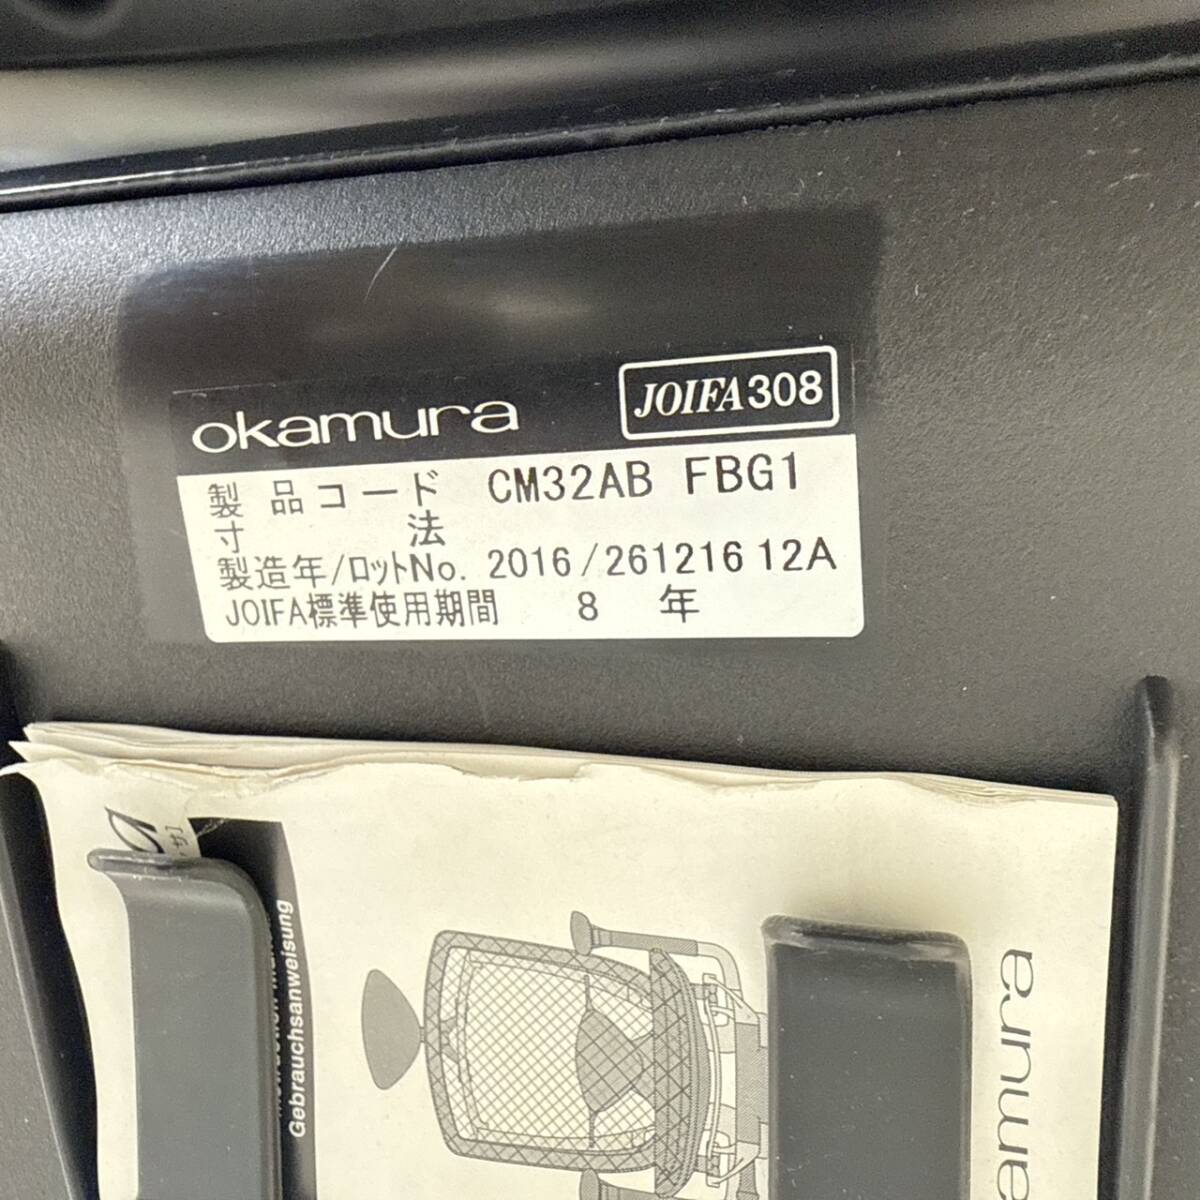 okamura
JOIFA308
製品コード CM32AB FBG1
寸法
製造年/ロットNo. 2016/261216 12A
JOIFA標準使用期間 8 年
Gebrauchsanweisung